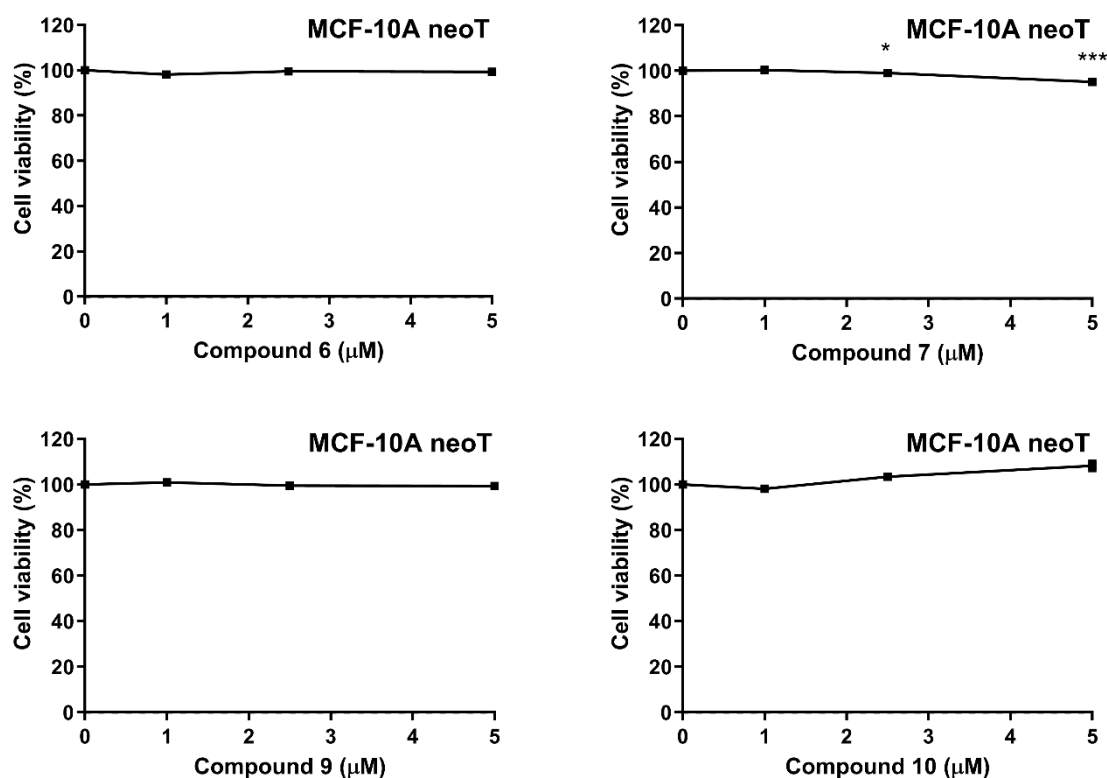 MCF-10A neoT
Cell viability (%)
120
100
80
60
40
20
0
0 1 2 3 4 5
Compound 6 (μM)
MCF-10A neoT
* ***
Cell viability (%)
120
100
80
60
40
20
0
0 1 2 3 4 5
Compound 7 (μM)
MCF-10A neoT
Cell viability (%)
120
100
80
60
40
20
0
0 1 2 3 4 5
Compound 9 (μM)
MCF-10A neoT
Cell viability (%)
120
100
80
60
40
20
0
0 1 2 3 4 5
Compound 10 (μM)